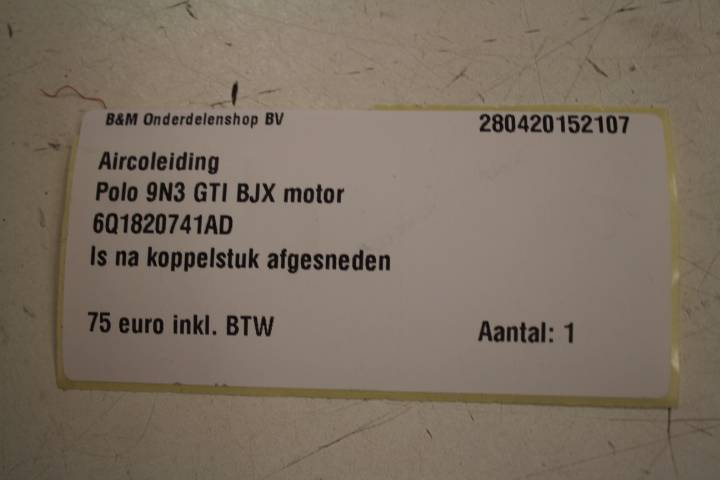 B&M Onderdelenshop BV 280420152107
Aircoleiding
Polo 9N3 GTI BJX motor
6Q1820741AD
Is na koppelstuk afgesneden
75 euro inkl. BTW Aantal: 1